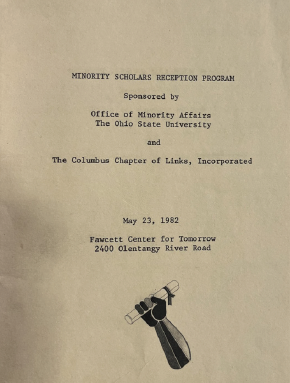 MINORITY SCHOLARS RECEPTION PROGRAM
Sponsored by
Office of Minority Affairs
The Ohio State University
and
The Columbus Chapter of Links, Incorporated
May 23, 1982
Fawcett Center for Tomorrow
2400 Olentangy River Road